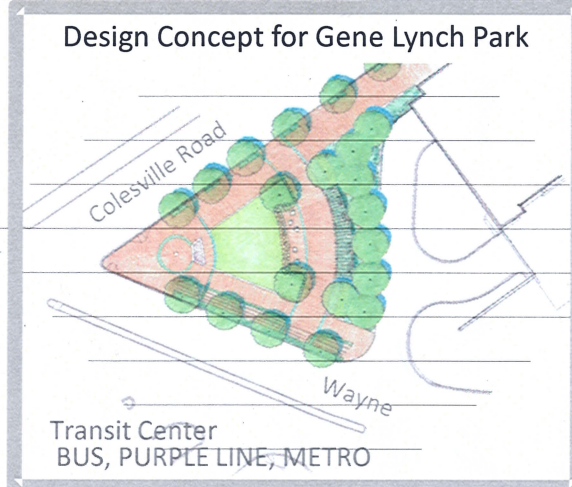 Design Concept for Gene Lynch Park
Colesville Road
Wayne
Transit Center
BUS, PURPLE LINE, METRO